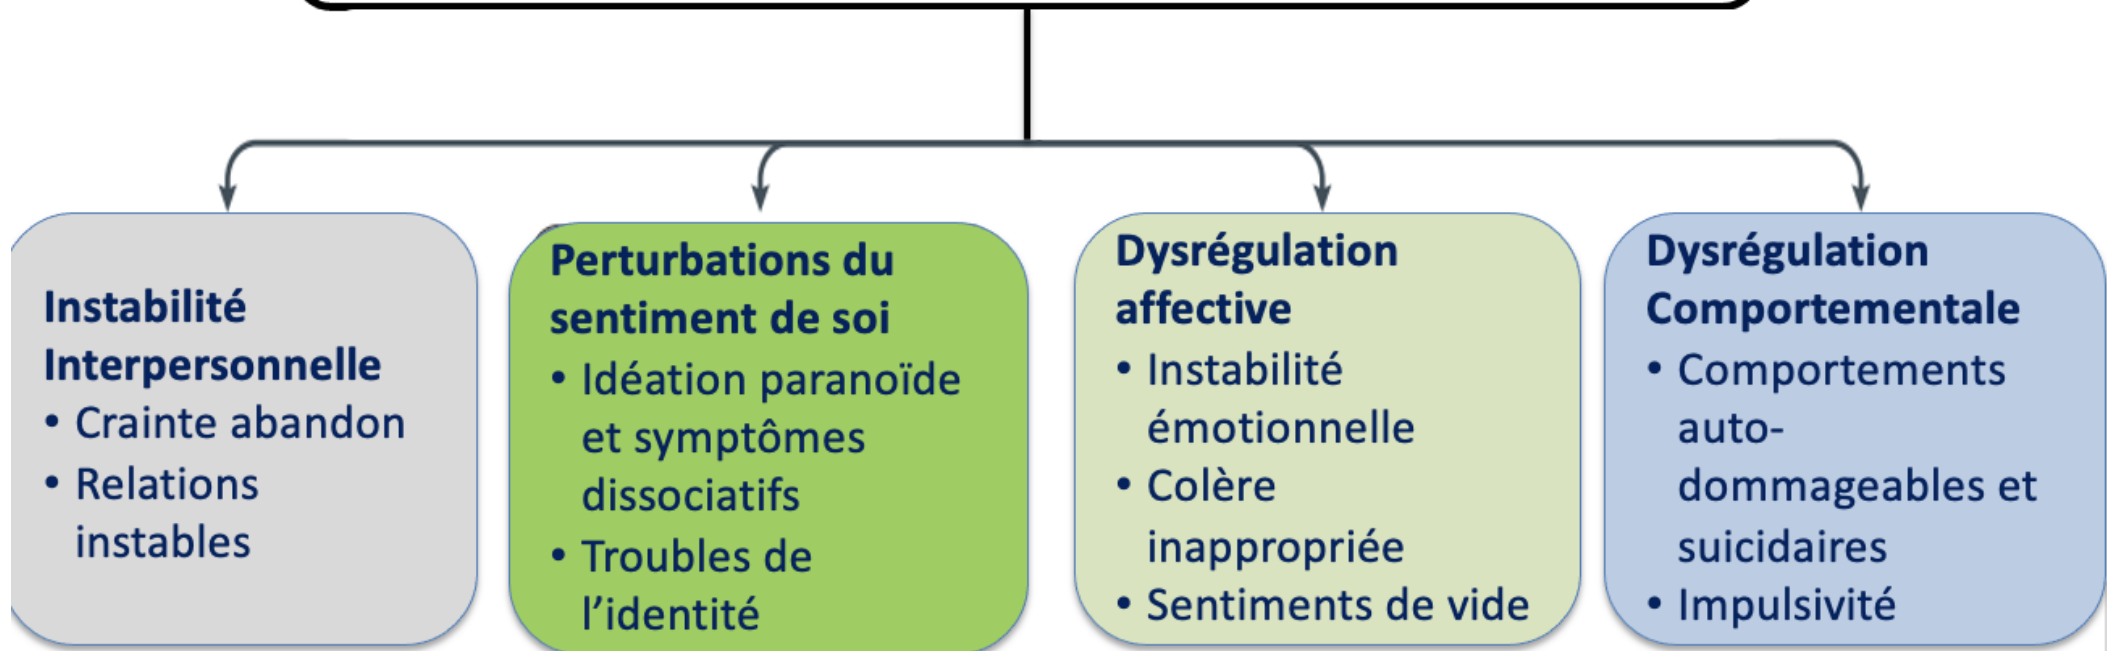 Instabilité
Interpersonnelle
• Crainte abandon
• Relations
instables
Perturbations du
sentiment de soi
• Idéation paranoïde
et symptômes
dissociatifs
• Troubles de
l’identité
Dysrégulation
affective
• Instabilité
émotionnelle
• Colère
inappropriée
• Sentiments de vide
Dysrégulation
Comportementale
• Comportements
auto-
dommageables et
suicidaires
• Impulsivité